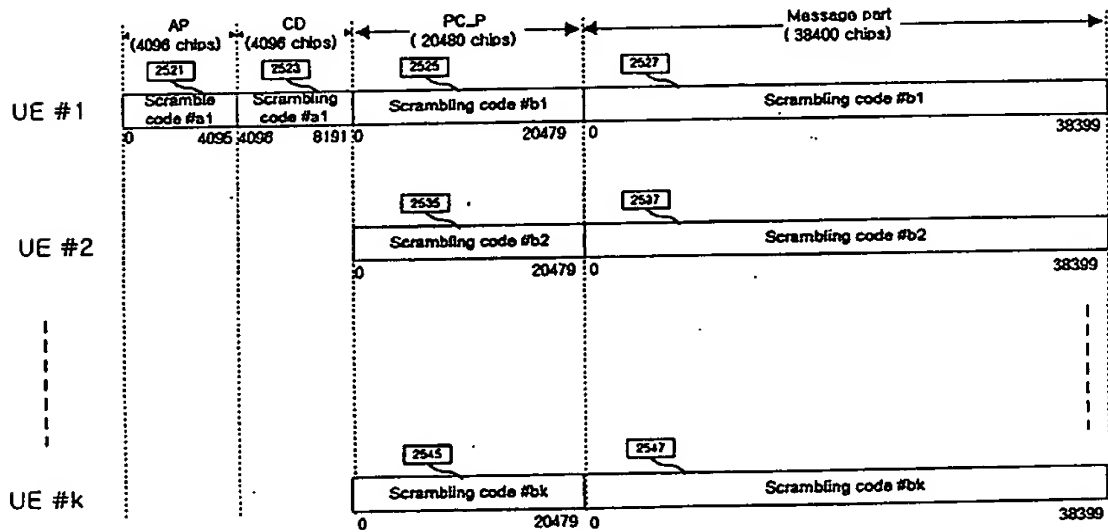 AP
(4096 chips)
CD
(4096 chips)
PC_P
( 20480 chips)
Message part
( 38400 chips)
2521
2523
2525
2527
UE #1
Scramble
code #a1
Scrambling
code #a1
Scrambling code #b1
Scrambling code #b1
0
4095
4096
8191
0
20479
0
38399
2535
2537
UE #2
Scrambling code #b2
Scrambling code #b2
0
20479
0
38399
2545
2547
UE #k
Scrambling code #bk
Scrambling code #bk
0
20479
0
38399